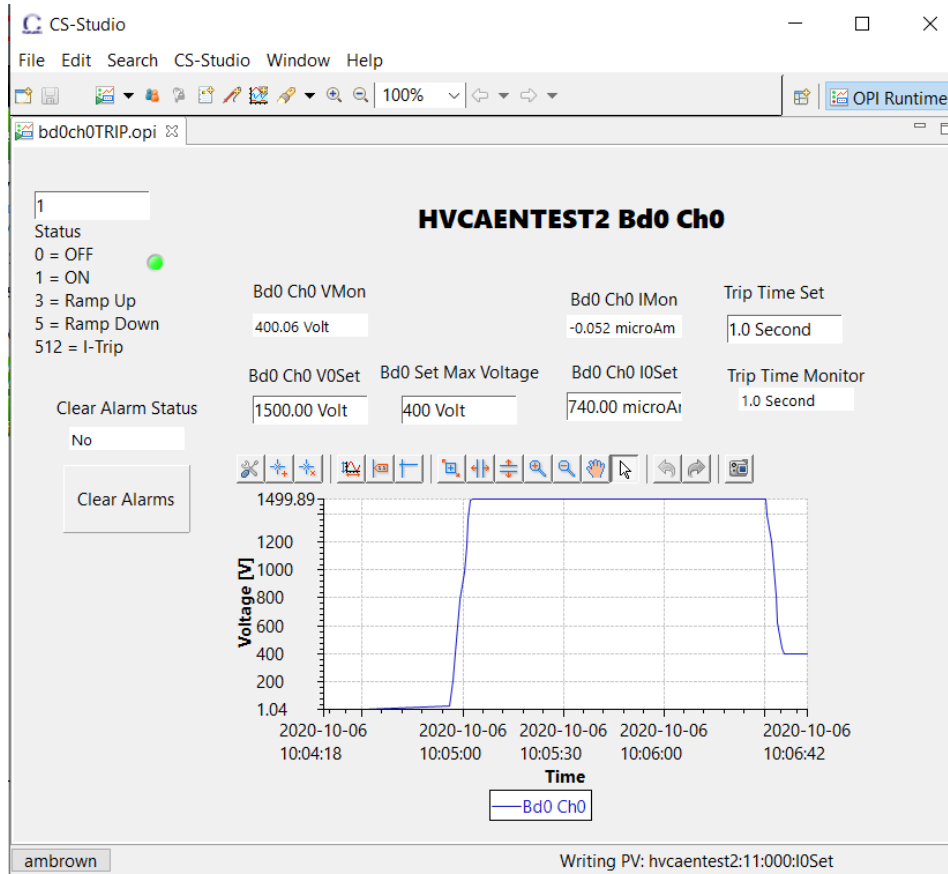 CS-Studio
File Edit Search CS-Studio Window Help
100%
OPI Runtime
bd0ch0TRIP.opi
1
HVCAENTEST2 Bd0 Ch0
Status
0 = OFF
1 = ON
3 = Ramp Up
5 = Ramp Down
512 = I-Trip
Bd0 Ch0 VMon
400.06 Volt
Bd0 Ch0 IMon
-0.052 microAm
Trip Time Set
1.0 Second
Bd0 Ch0 V0Set
1500.00 Volt
Bd0 Set Max Voltage
400 Volt
Bd0 Ch0 I0Set
740.00 microAr
Trip Time Monitor
1.0 Second
Clear Alarm Status
No
Clear Alarms
1499.89
1200
1000
800
600
400
200
1.04
Voltage [V]
2020-10-06 2020-10-06 2020-10-06 2020-10-06 2020-10-06
10:04:18 10:05:00 10:05:30 10:06:00 10:06:42
Time
Bd0 Ch0
ambrown
Writing PV: hvcaentest2:11:000:I0Set